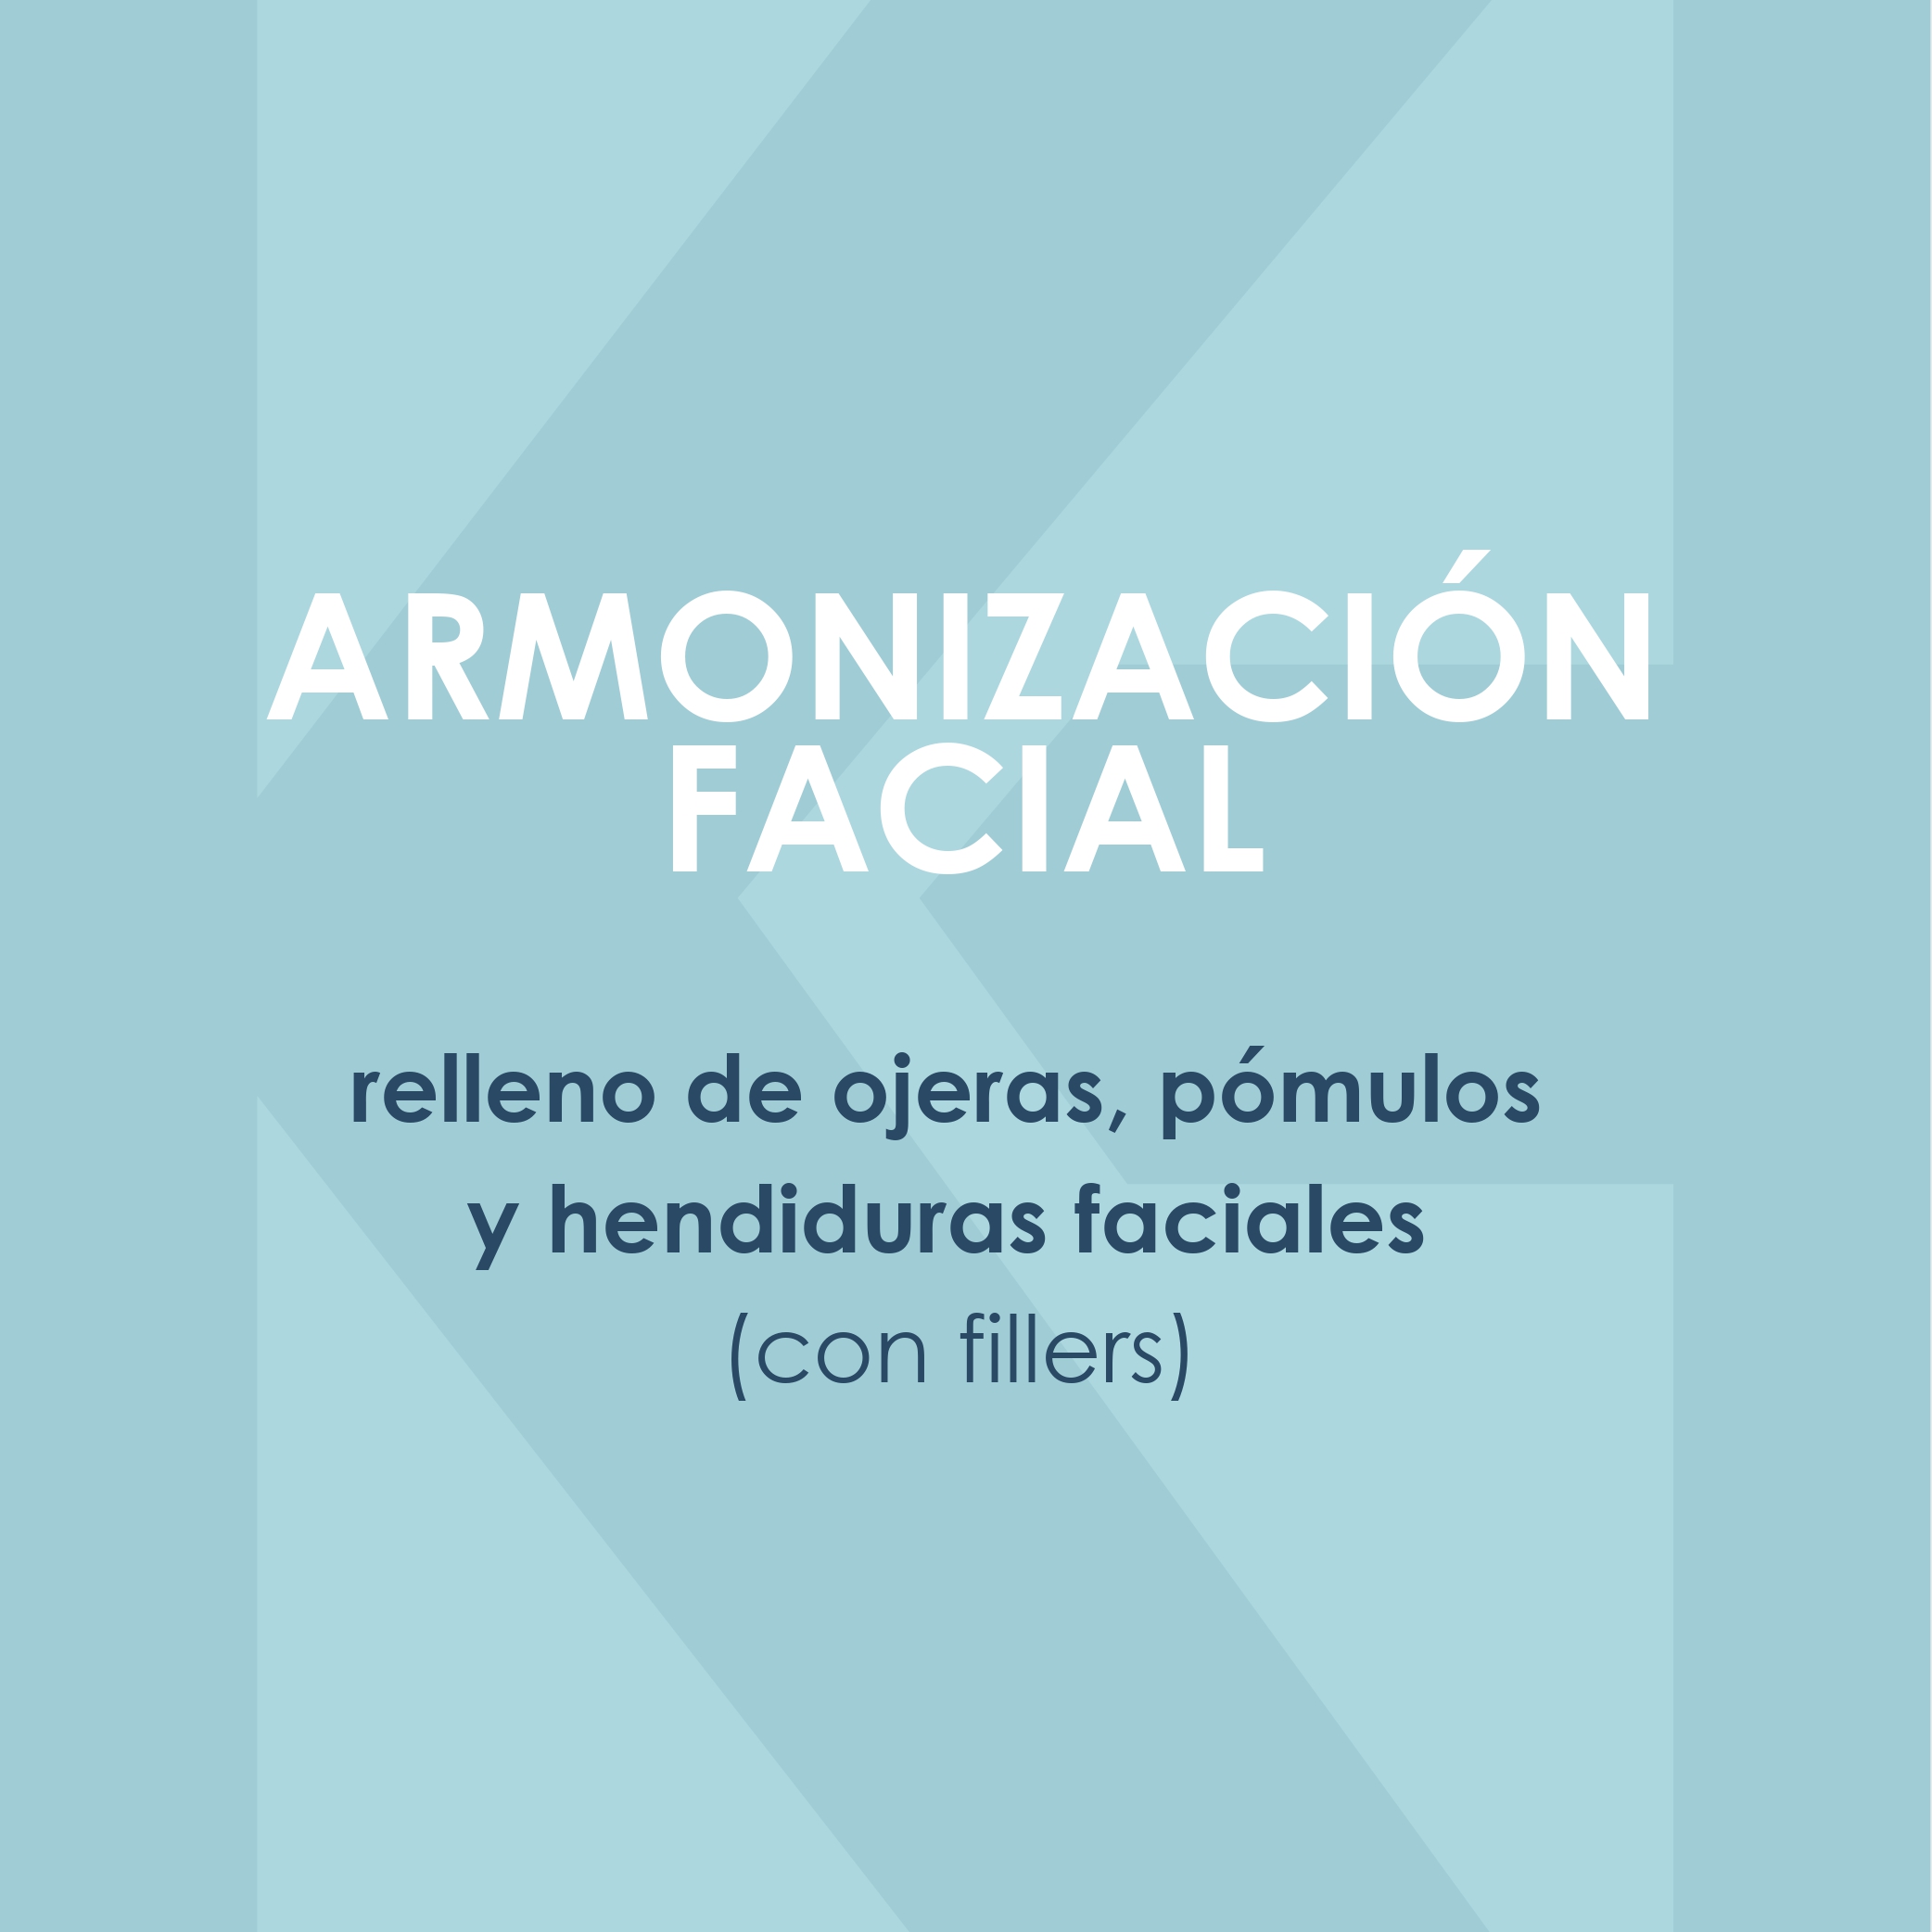 ARMONIZACIÓN
FACIAL
relleno de ojeras, pómulos
y hendiduras faciales
(con fillers)